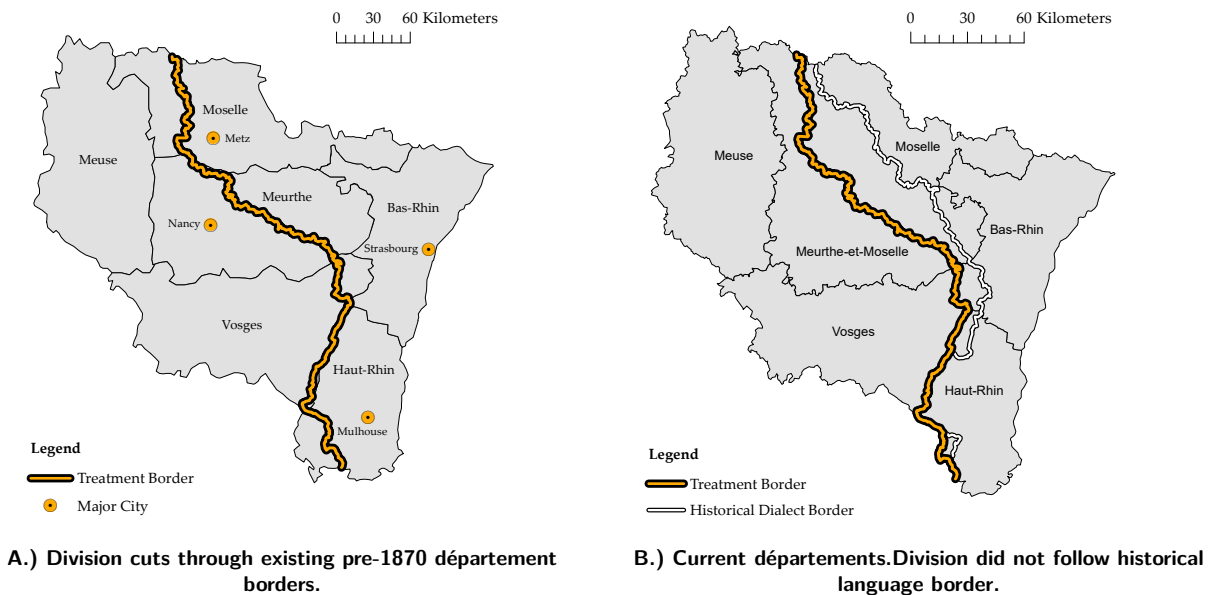 0 30 60 Kilometers
Moselle
Metz
Meuse
Meurthe
Bas-Rhin
Nancy
Strasbourg
Vosges
Haut-Rhin
Mulhouse
Legend
Treatment Border
Major City
A.) Division cuts through existing pre-1870 département
borders.
0 30 60 Kilometers
Moselle
Meuse
Bas-Rhin
Meurthe-et-Moselle
Vosges
Haut-Rhin
Legend
Treatment Border
Historical Dialect Border
B.) Current départements.Division did not follow historical
language border.